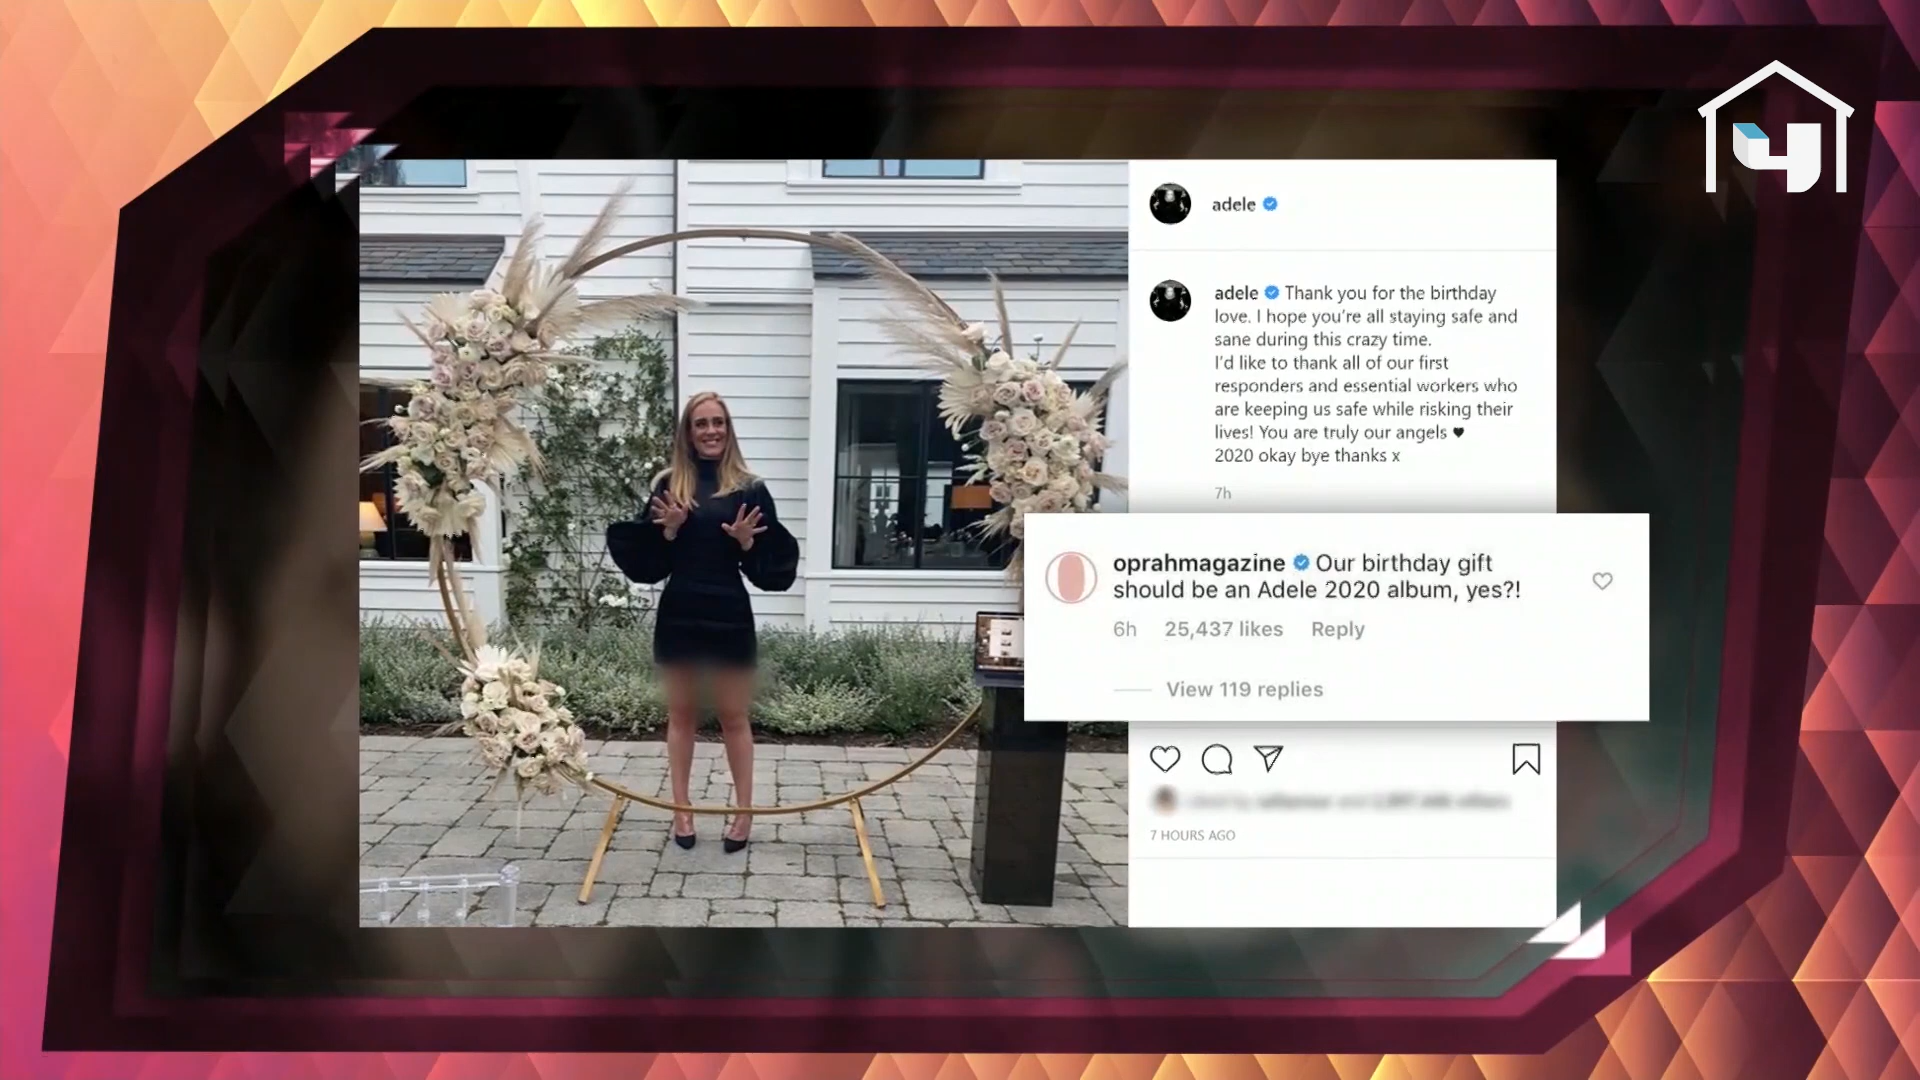 adele
adele Thank you for the birthday
love. I hope you're all staying safe and
sane during this crazy time.
I'd like to thank all of our first
responders and essential workers who
are keeping us safe while risking their
lives! You are truly our angels ♥
2020 okay bye thanks x
7h
oprahmagazine Our birthday gift
should be an Adele 2020 album, yes?!
6h 25,437 likes Reply
View 119 replies
7 HOURS AGO